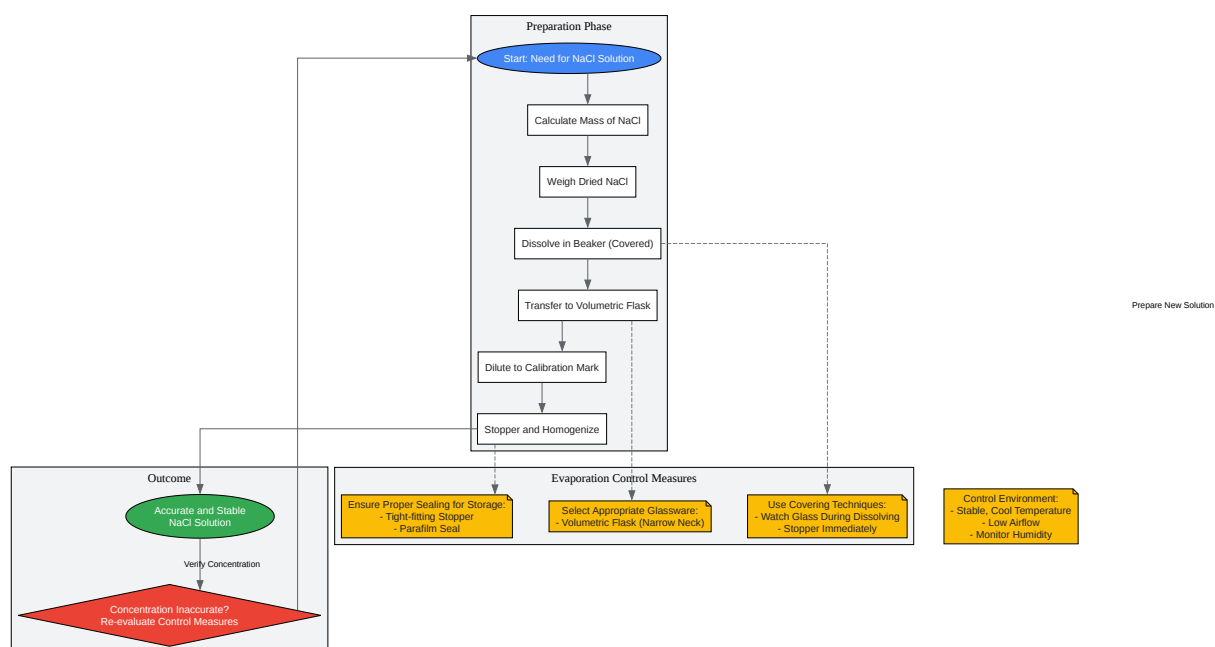 Preparation Phase
Start: Need for NaCl Solution
Calculate Mass of NaCl
Weigh Dried NaCl
Dissolve in Beaker (Covered)
Transfer to Volumetric Flask
Prepare New Solution
Dilute to Calibration Mark
Stopper and Homogenize
Outcome
Accurate and Stable
NaCl Solution
Verify Concentration
Concentration Inaccurate?
Re-evaluate Control Measures
Evaporation Control Measures
Ensure Proper Sealing for Storage:
- Tight-fitting Stopper
- Parafilm Seal
Select Appropriate Glassware:
- Volumetric Flask (Narrow Neck)
Use Covering Techniques:
- Watch Glass During Dissolving
- Stopper Immediately
Control Environment:
- Stable, Cool Temperature
- Low Airflow
- Monitor Humidity